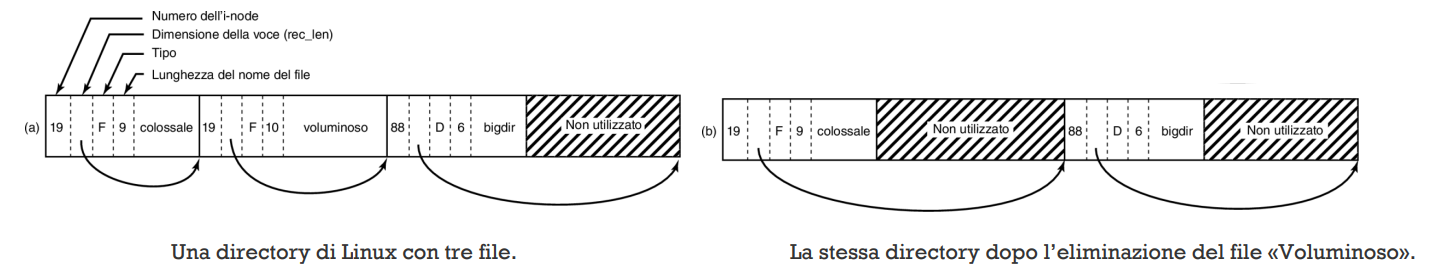 Numero dell'i-node
Dimensione della voce (rec_len)
Tipo
Lunghezza del nome del file
(a) 19 F 9 colossale 19 F 10 voluminoso 88 D 6 bigdir Non utilizzato
(b) 19 F 9 colossale Non utilizzato 88 D 6 bigdir Non utilizzato
Una directory di Linux con tre file.
La stessa directory dopo l'eliminazione del file «Voluminoso».